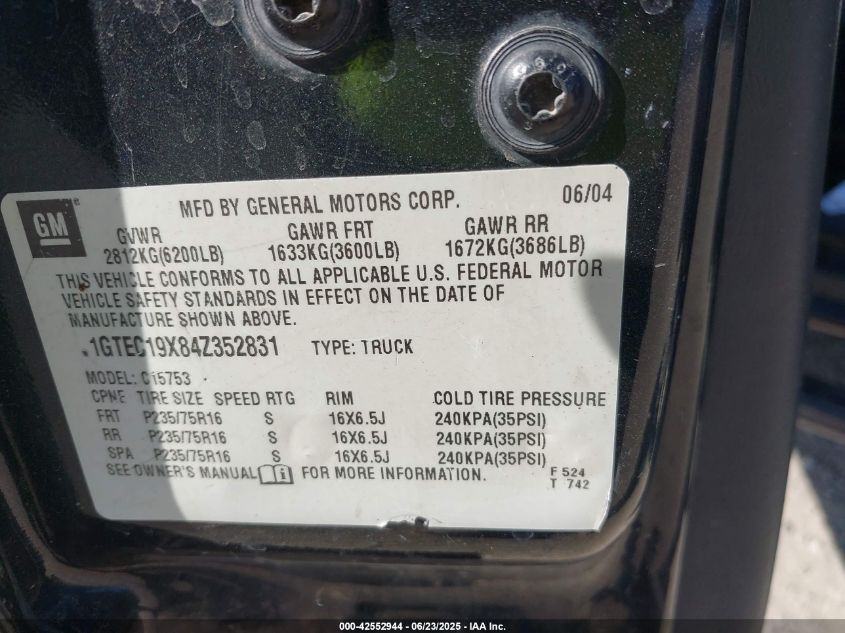 GM
MFD BY GENERAL MOTORS CORP. 06/04
GVWR GAWR FRT GAWR RR
2812KG(6200LB) 1633KG(3600LB) 1672KG(3686LB)
THIS VEHICLE CONFORMS TO ALL APPLICABLE U.S. FEDERAL MOTOR
VEHICLE SAFETY STANDARDS IN EFFECT ON THE DATE OF
MANUFACTURE SHOWN ABOVE.
1GTEC19X84Z352831 TYPE: TRUCK
MODEL: C15753
CPNE TIRE SIZE SPEED RTG RIM COLD TIRE PRESSURE
FRT P235/75R16 S 16X6.5J 240KPA(35PSI)
RR P235/75R16 S 16X6.5J 240KPA(35PSI)
SPA P235/75R16 S 16X6.5J 240KPA(35PSI)
SEE OWNER'S MANUAL FOR MORE INFORMATION.
F 524
T 742
000-42552944 | 06/23/2025 - IAA Inc.